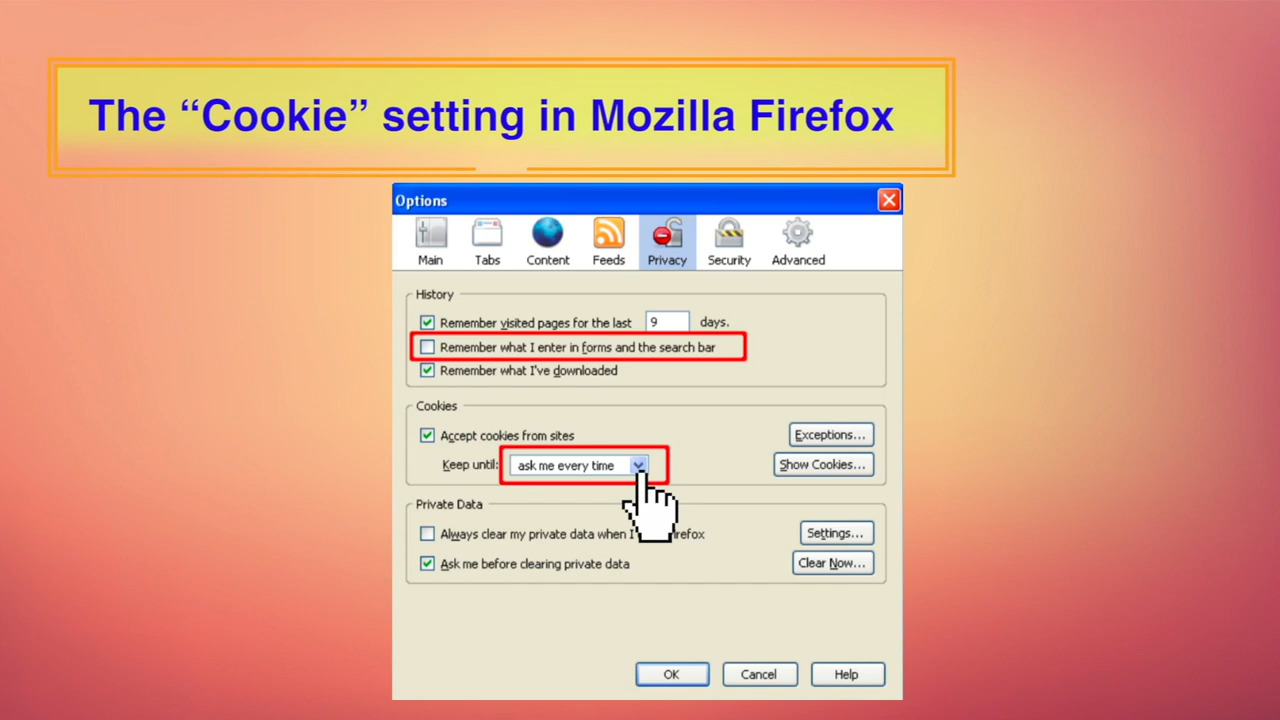 The “Cookie” setting in Mozilla Firefox
Options
Main Tabs Content Feeds Privacy Security Advanced
History
Remember visited pages for the last 9 days.
Remember what I enter in forms and the search bar
Remember what I've downloaded
Cookies
Accept cookies from sites Exceptions...
Keep until: ask me every time Show Cookies...
Private Data
Always clear my private data when I irefox Settings...
Ask me before clearing private data Clear Now...
OK Cancel Help